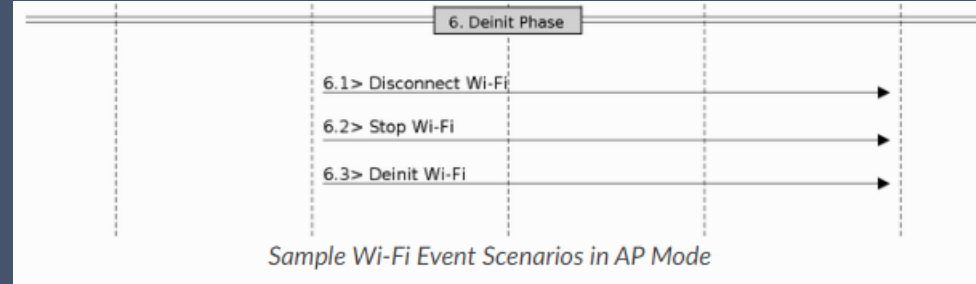 6. Deinit Phase
6.1> Disconnect Wi-Fi
6.2> Stop Wi-Fi
6.3> Deinit Wi-Fi
Sample Wi-Fi Event Scenarios in AP Mode